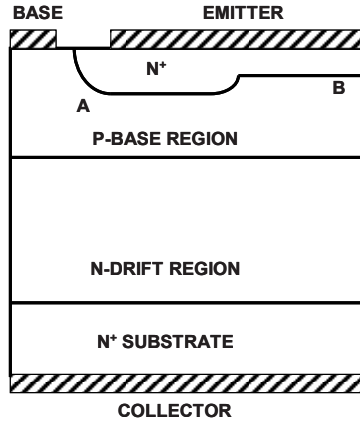 BASE EMITTER
N+
A
B
P-BASE REGION
N-DRIFT REGION
N+ SUBSTRATE
COLLECTOR